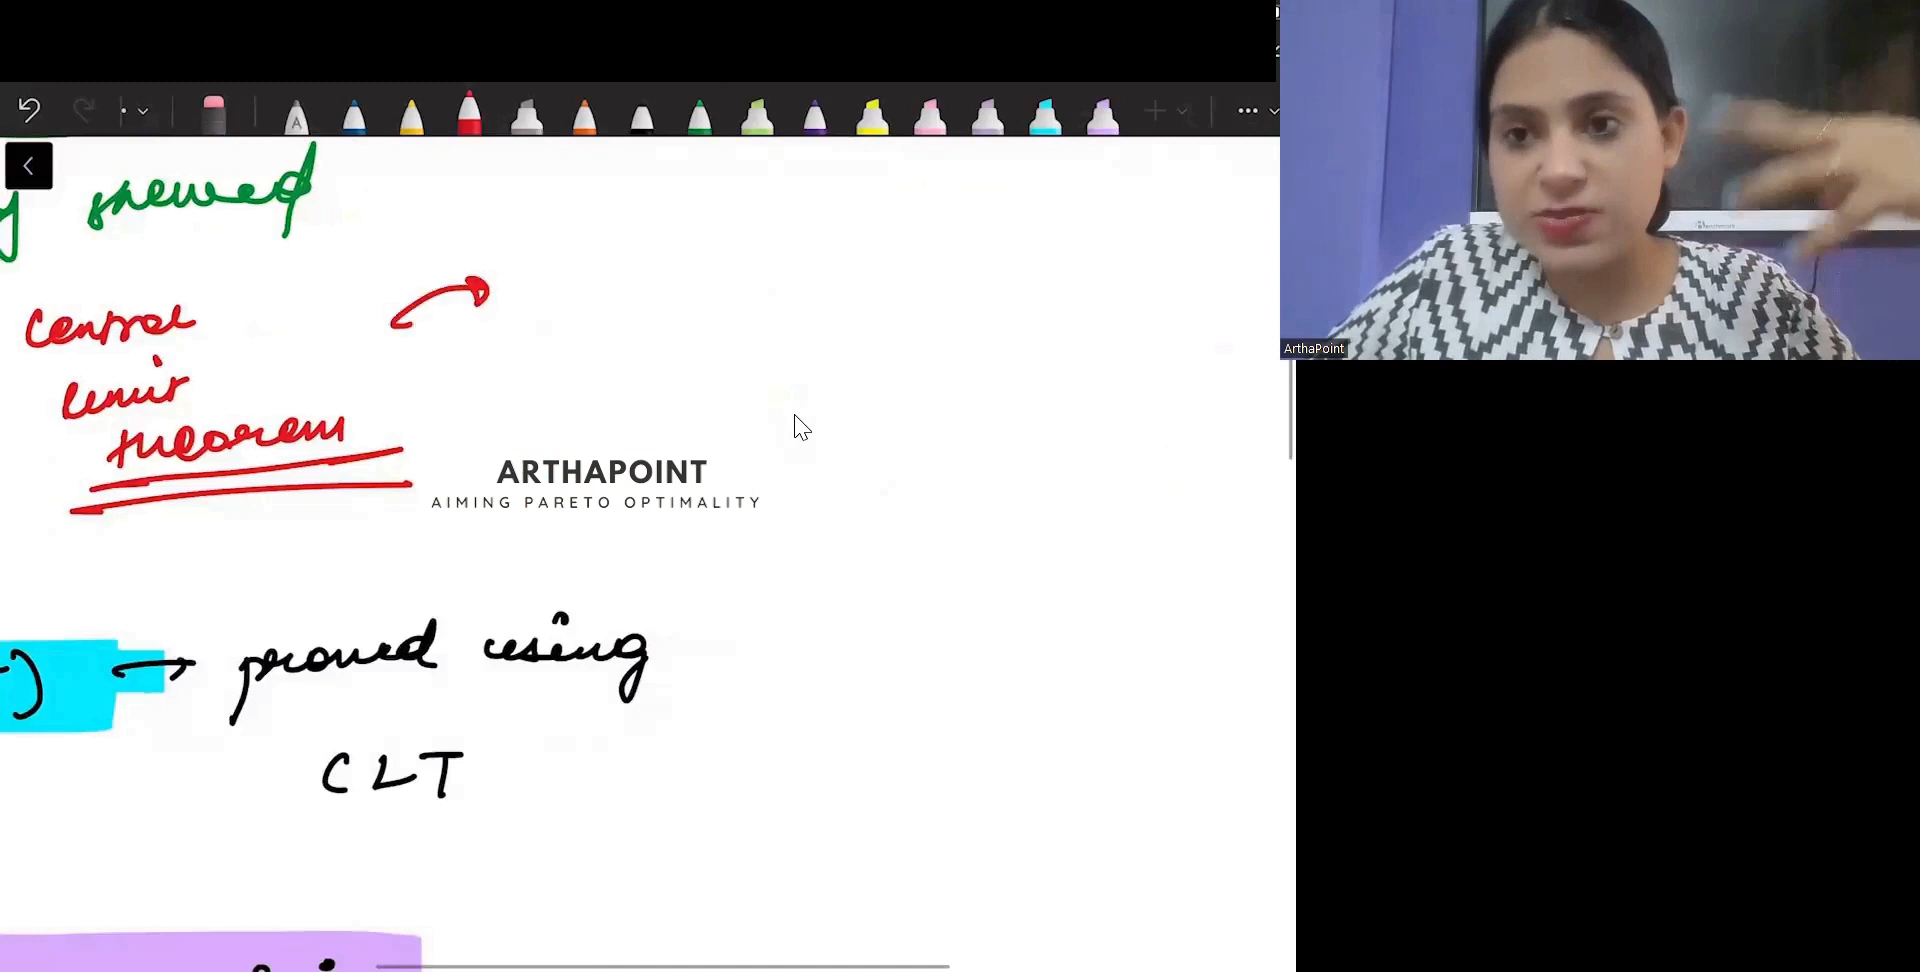 y skewed
central
limit
theorem
ARTHAPOINT
AIMING PARETO OPTIMALITY
→ proved using
CLT
ArthaPoint